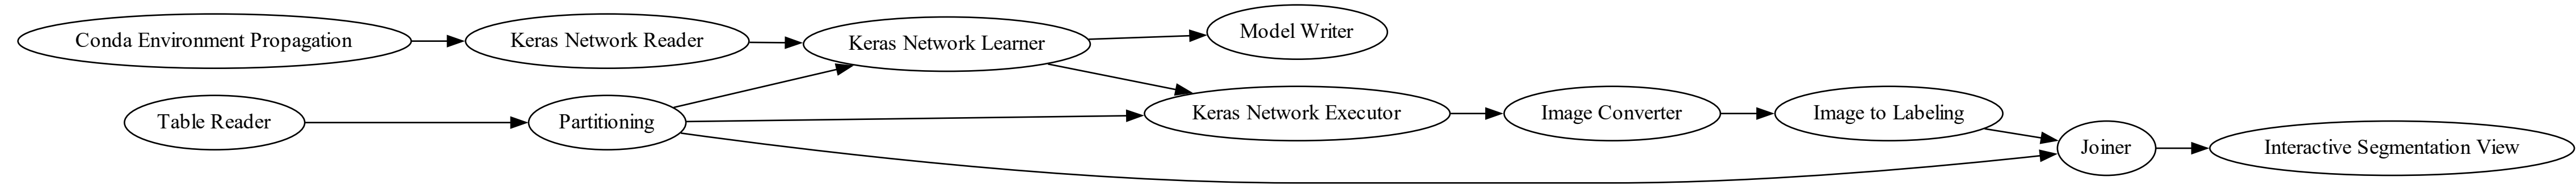 Conda Environment Propagation
Keras Network Reader
Keras Network Learner
Model Writer
Table Reader
Partitioning
Keras Network Executor
Image Converter
Image to Labeling
Joiner
Interactive Segmentation View